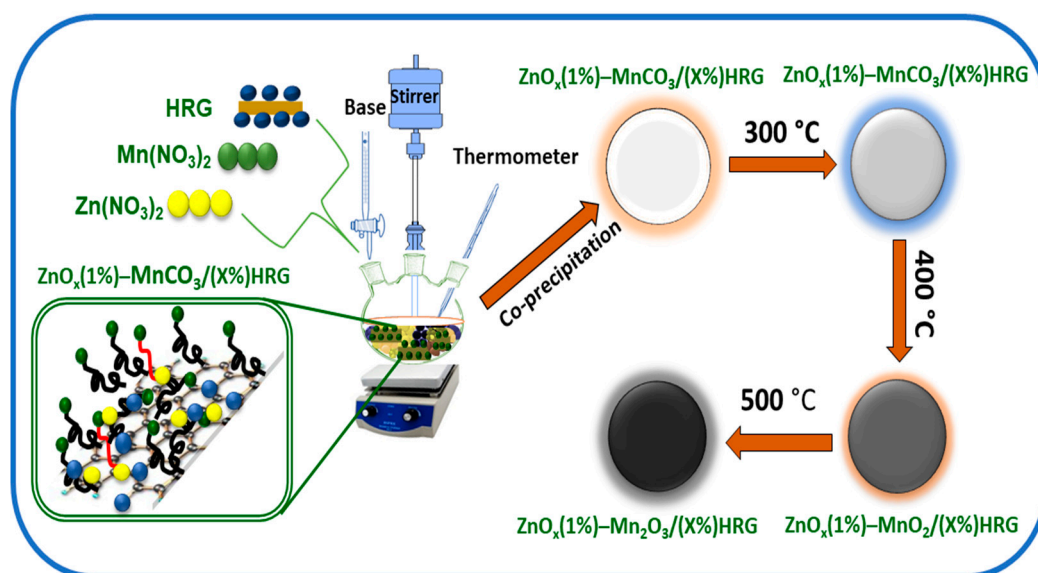 HRG
Mn(NO₃)₂
Zn(NO₃)₂
ZnOₓ(1%)–MnCO₃/(X%)HRG
Base
Stirrer
Thermometer
Co-precipitation
ZnOₓ(1%)–MnCO₃/(X%)HRG
300 °C
ZnOₓ(1%)–MnCO₃/(X%)HRG
400 °C
500 °C
ZnOₓ(1%)–Mn₂O₃/(X%)HRG
ZnOₓ(1%)–MnO₂/(X%)HRG